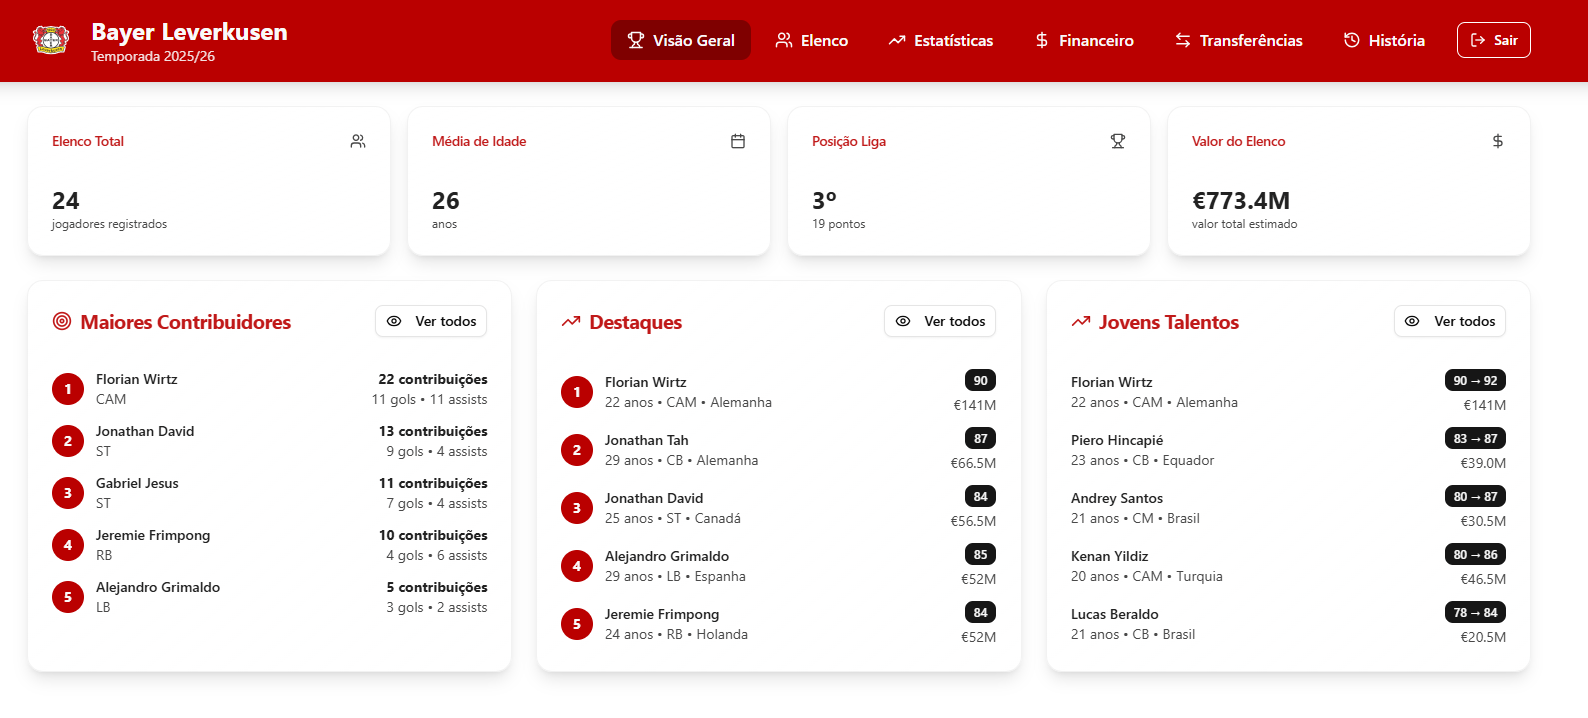 Bayer Leverkusen
Temporada 2025/26
Visão Geral
Elenco
Estatísticas
Financeiro
Transferências
História
Sair
Elenco Total
24
jogadores registrados
Média de Idade
26
anos
Posição Liga
3º
19 pontos
Valor do Elenco
€773.4M
valor total estimado
Maiores Contribuidores
Ver todos
1 Florian Wirtz 22 contribuições
CAM 11 gols • 11 assists
2 Jonathan David 13 contribuições
ST 9 gols • 4 assists
3 Gabriel Jesus 11 contribuições
ST 7 gols • 4 assists
4 Jeremie Frimpong 10 contribuições
RB 4 gols • 6 assists
5 Alejandro Grimaldo 5 contribuições
LB 3 gols • 2 assists
Destaques
Ver todos
1 Florian Wirtz 90
22 anos • CAM • Alemanha €141M
2 Jonathan Tah 87
29 anos • CB • Alemanha €66.5M
3 Jonathan David 84
25 anos • ST • Canadá €56.5M
4 Alejandro Grimaldo 85
29 anos • LB • Espanha €52M
5 Jeremie Frimpong 84
24 anos • RB • Holanda €52M
Jovens Talentos
Ver todos
Florian Wirtz 90 → 92
22 anos • CAM • Alemanha €141M
Piero Hincapié 83 → 87
23 anos • CB • Equador €39.0M
Andrey Santos 80 → 87
21 anos • CM • Brasil €30.5M
Kenan Yildiz 80 → 86
20 anos • CAM • Turquia €46.5M
Lucas Beraldo 78 → 84
21 anos • CB • Brasil €20.5M